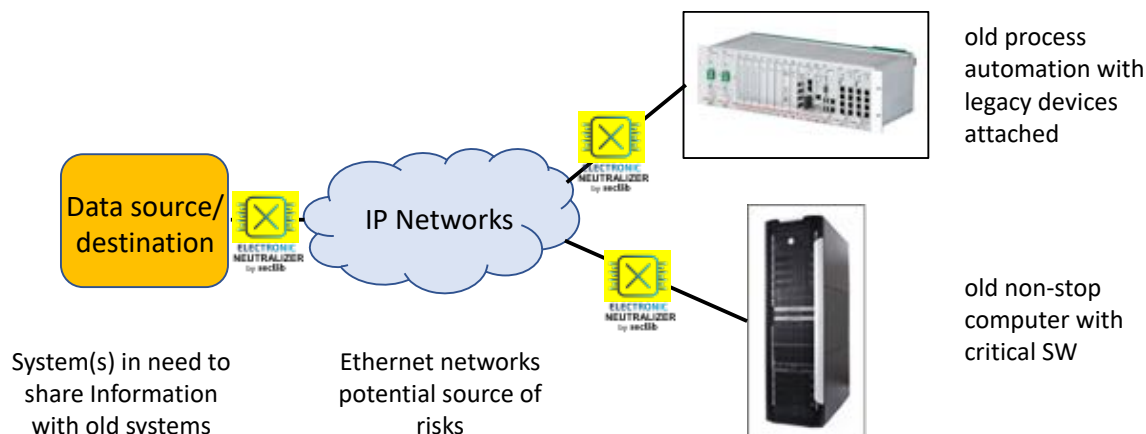 old process
automation with
legacy devices
attached
ELECTRONIC
NEUTRALIZER
by seclib
Data source/
destination
IP Networks
ELECTRONIC
NEUTRALIZER
by seclib
ELECTRONIC
NEUTRALIZER
by seclib
old non-stop
computer with
critical SW
System(s) in need to
share Information
with old systems
Ethernet networks
potential source of
risks